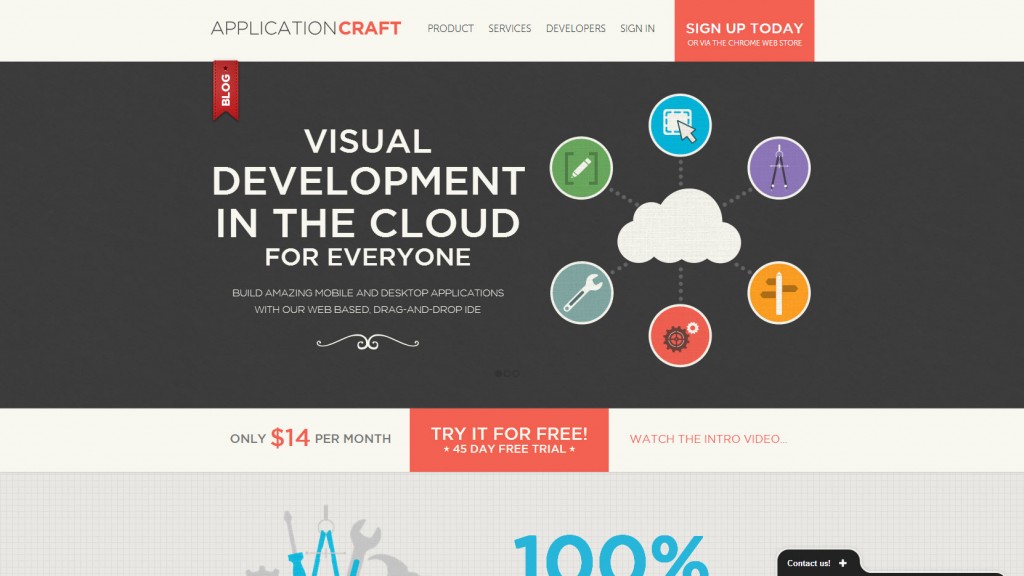 APPLICATIONCRAFT
PRODUCT SERVICES DEVELOPERS SIGN IN
SIGN UP TODAY
OR VIA THE CHROME WEB STORE
BLOG
VISUAL
DEVELOPMENT
IN THE CLOUD
FOR EVERYONE
BUILD AMAZING MOBILE AND DESKTOP APPLICATIONS
WITH OUR WEB BASED, DRAG-AND-DROP IDE
ONLY $14 PER MONTH
TRY IT FOR FREE!
★ 45 DAY FREE TRIAL ★
WATCH THE INTRO VIDEO...
100%
Contact us! +